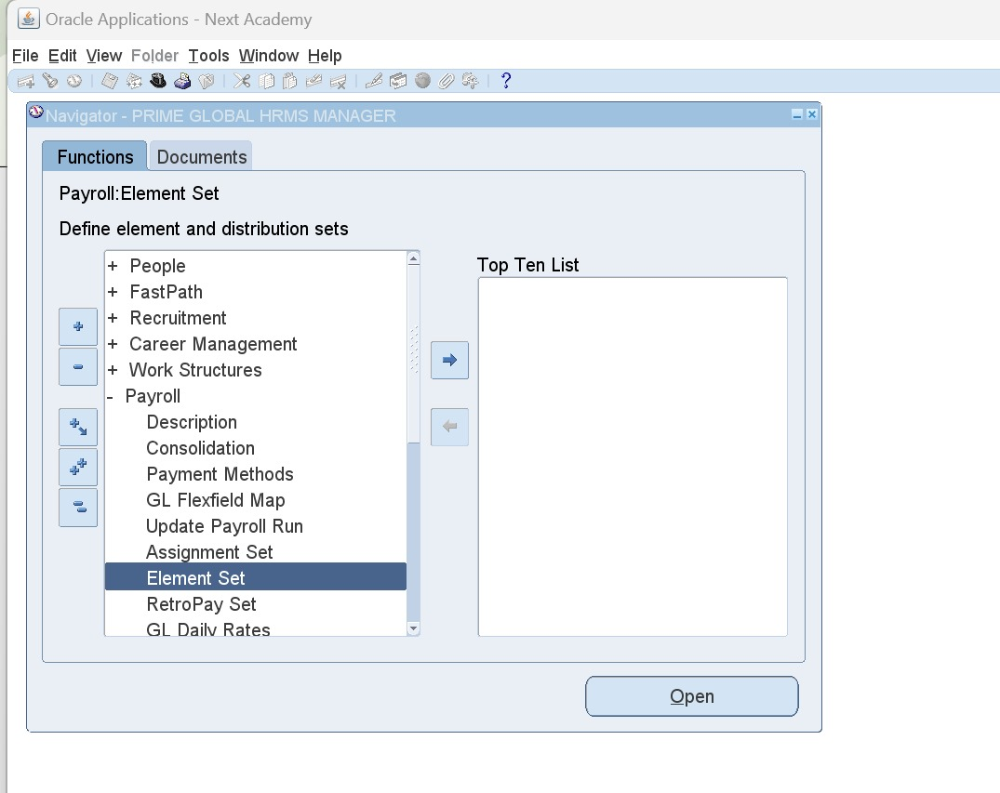 Oracle Applications - Next Academy
File Edit View Folder Tools Window Help
?
Navigator - PRIME GLOBAL HRMS MANAGER
Functions Documents
Payroll:Element Set
Define element and distribution sets
Top Ten List
+ People
+ FastPath
+ Recruitment
+ Career Management
+ Work Structures
- Payroll
Description
Consolidation
Payment Methods
GL Flexfield Map
Update Payroll Run
Assignment Set
Element Set
RetroPay Set
GL Daily Rates
Open